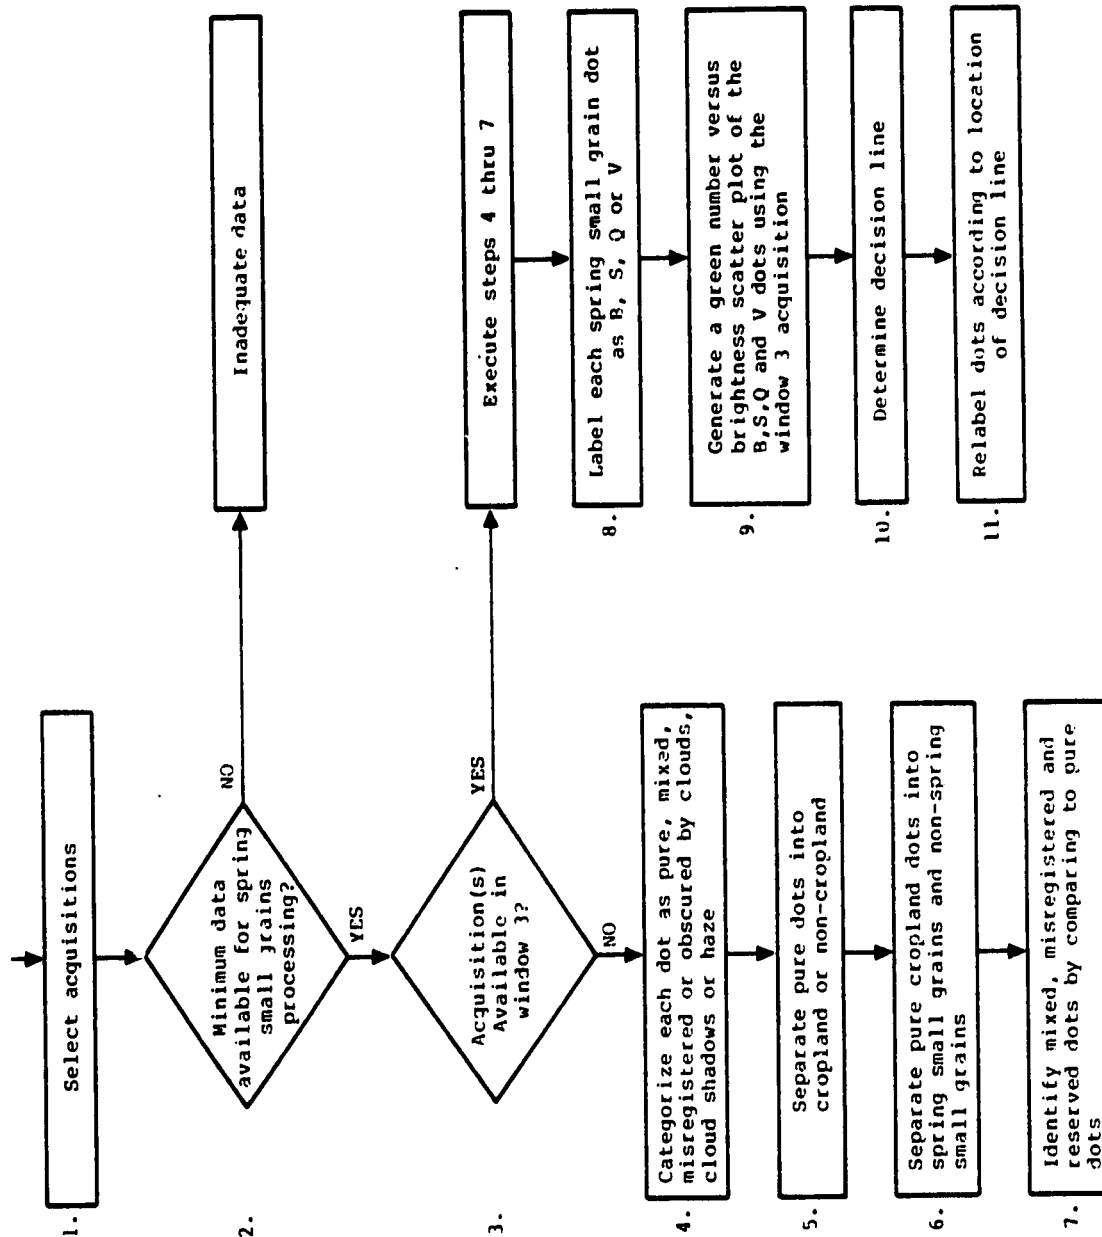 1.
Select acquisitions
2.
Minimum data
available for spring
small grains
processing?
NO
Inadequate data
YES
3.
Acquisition(s)
Available in
window 3?
YES
NO
4.
Categorize each dot as pure, mixed,
misregistered or obscured by clouds,
cloud shadows or haze
5.
Separate pure dots into
cropland or non-cropland
6.
Separate pure cropland dots into
spring small grains and non-spring
small grains
7.
Identify mixed, misregistered and
reserved dots by comparing to pure
dots
Execute steps 4 thru 7
8.
Label each spring small grain dot
as B, S, Q or V
9.
Generate a green number versus
brightness scatter plot of the
B,S,Q and V dots using the
window 3 acquisition
10.
Determine decision line
11.
Relabel dots according to location
of decision line